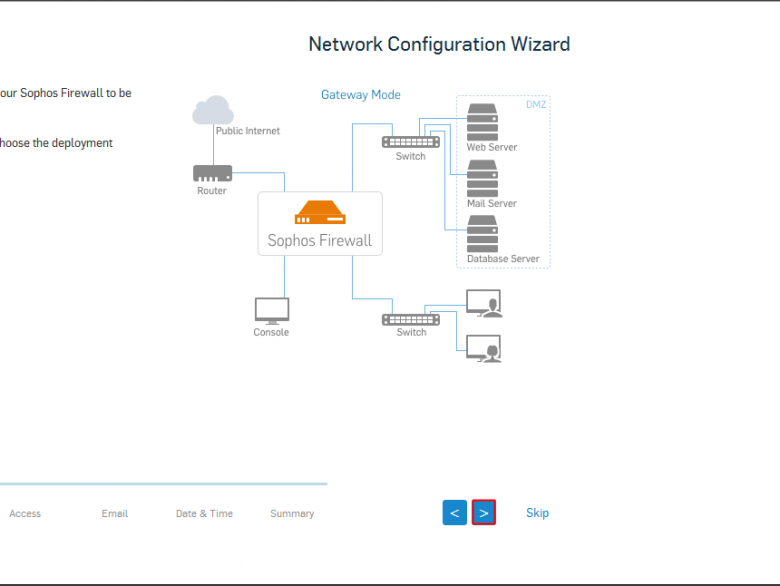 Network Configuration Wizard
our Sophos Firewall to be
hoose the deployment
Gateway Mode
DMZ
Public Internet
Web Server
Switch
Router
Mail Server
Sophos Firewall
Database Server
Console
Switch
Access
Email
Date & Time
Summary
<
>
Skip